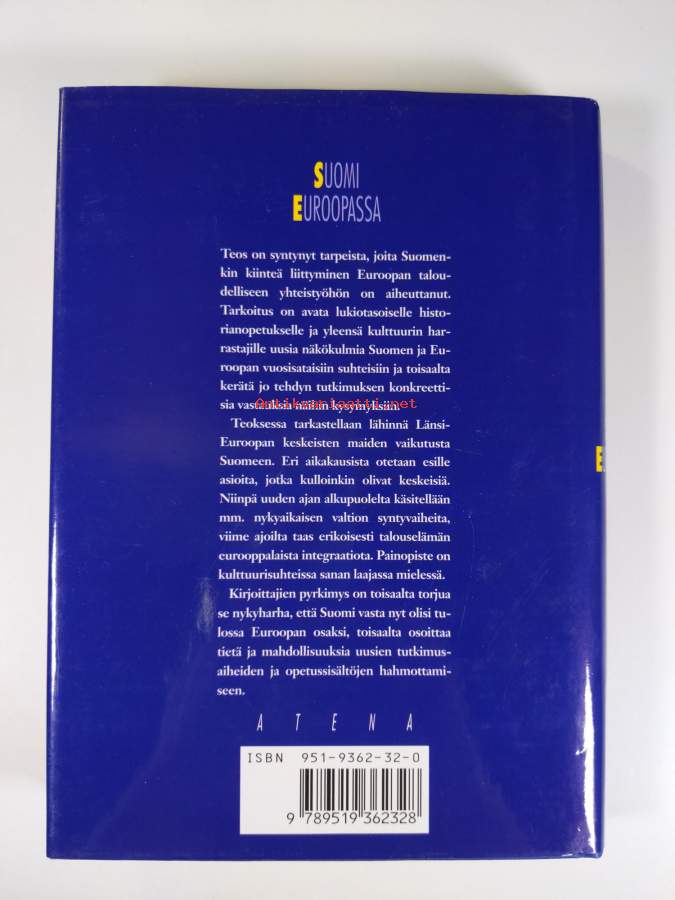 SUOMI
EUROOPASSA
Teos on syntynyt tarpeista, joita Suomen-
kin kiinteä liittyminen Euroopan talou-
delliseen yhteistyöhön on aiheuttanut.
Tarkoitus on avata lukiotasoiselle histo-
rianopetukselle ja yleensä kulttuurin har-
rastajille uusia näkökulmia Suomen ja Eu-
roopan vuosisataisiin suhteisiin ja toisaalta
kerätä jo tehdyn tutkimuksen konkreetti-
sia vastauksia näihin kysymyksiin.
Antikvariaatti.net
Teoksessa tarkastellaan lähinnä Länsi-
Euroopan keskeisten maiden vaikutusta
Suomeen. Eri aikakausista otetaan esille
asioita, jotka kulloinkin olivat keskeisiä.
Niinpä uuden ajan alkupuolelta käsitellään
mm. nykyaikaisen valtion syntyvaiheita,
viime ajoilta taas erikoisesti talouselämän
eurooppalaista integraatiota. Painopiste on
kulttuurisuhteissa sanan laajassa mielessä.
Kirjoittajien pyrkimys on toisaalta torjua
se nykyharha, että Suomi vasta nyt olisi tu-
lossa Euroopan osaksi, toisaalta osoittaa
tietä ja mahdollisuuksia uusien tutkimus-
aiheiden ja opetussisältöjen hahmottami-
seen.
ATENA
ISBN 951-9362-32-0
9 789519 362328
E